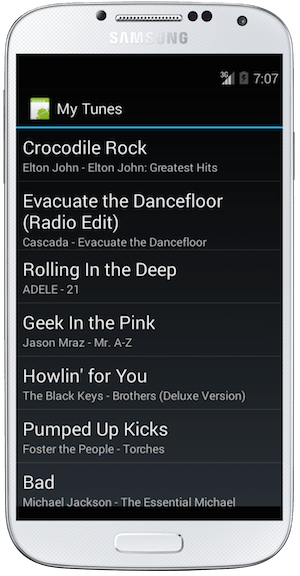 SAMSUNG
3G 7:07
My Tunes
Crocodile Rock
Elton John - Elton John: Greatest Hits
Evacuate the Dancefloor
(Radio Edit)
Cascada - Evacuate the Dancefloor
Rolling In the Deep
ADELE - 21
Geek In the Pink
Jason Mraz - Mr. A-Z
Howlin' for You
The Black Keys - Brothers (Deluxe Version)
Pumped Up Kicks
Foster the People - Torches
Bad
Michael Jackson - The Essential Michael